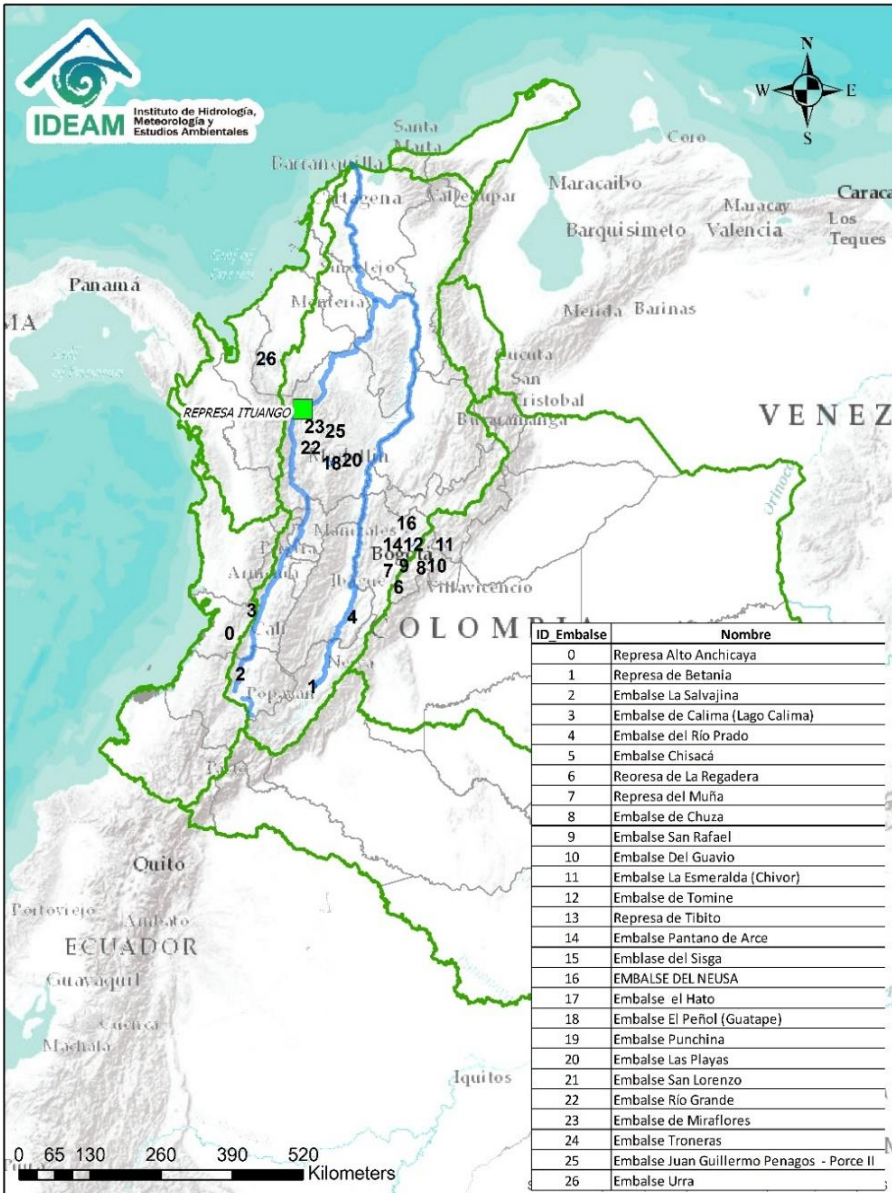 IDEAM
Instituto de Hidrología,
Meteorología y
Estudios Ambientales
N
W E
S
Santa
Marta
Coro
Barranquilla
Cartagena
Valledupar
Maracaibo
Maracay
Caraca
Barquisimeto
Valencia
Los
Teques
Sincelejo
Panamá
Montería
Merida
Barinas
MA
26
Cucuta
San
Cristobal
REPRESA ITUANGO
23
25
Bucaramanga
VENEZ
22
18
20
Medellin
Orinoco
16
Manizales
14
12
11
Bogotá
Pereira
7
9
8
10
Armenia
Ibague
6
Villavicencio
3
4
0
Cali
COLOMBIA
Neiva
2
Popayan
1
Pasto
Quito
Portoviejo
Ambato
ECUADOR
Guayaquil
Cuenca
Machala
Iquitos
ID_Embalse Nombre
0 Represa Alto Anchicaya
1 Represa de Betania
2 Embalse La Salvajina
3 Embalse de Calima (Lago Calima)
4 Embalse del Río Prado
5 Embalse Chisacá
6 Reoresa de La Regadera
7 Represa del Muña
8 Embalse de Chuza
9 Embalse San Rafael
10 Embalse Del Guavio
11 Embalse La Esmeralda (Chivor)
12 Embalse de Tomine
13 Represa de Tibito
14 Embalse Pantano de Arce
15 Emblase del Sisga
16 EMBALSE DEL NEUSA
17 Embalse el Hato
18 Embalse El Peñol (Guatape)
19 Embalse Punchina
20 Embalse Las Playas
21 Embalse San Lorenzo
22 Embalse Río Grande
23 Embalse de Miraflores
24 Embalse Troneras
25 Embalse Juan Guillermo Penagos - Porce II
26 Embalse Urra
0 65 130 260 390 520
Kilometers